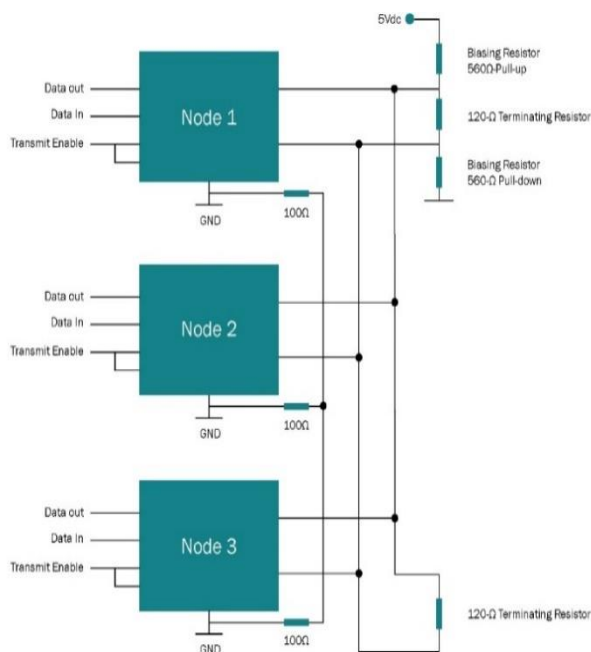 5Vdc
Biasing Resistor
560Ω-Pull-up
120-Ω Terminating Resistor
Biasing Resistor
560-Ω Pull-down
Data out
Data In
Transmit Enable
Node 1
GND
100Ω
Data out
Data In
Transmit Enable
Node 2
GND
100Ω
Data out
Data in
Transmit Enable
Node 3
GND
100Ω
120-Ω Terminating Resistor